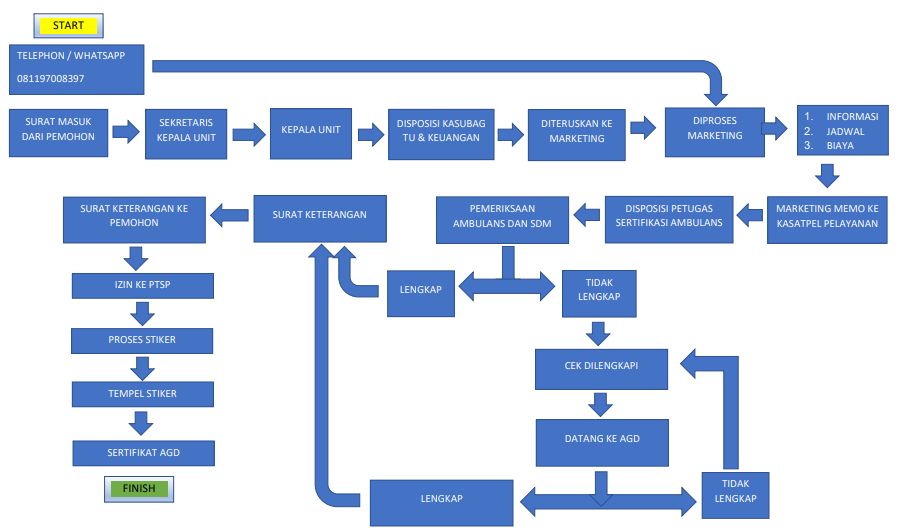 START
TELEPHON / WHATSAPP
081197008397
SURAT MASUK
DARI PEMOHON
SEKRETARIS
KEPALA UNIT
KEPALA UNIT
DISPOSISI KASUBAG
TU & KEUANGAN
DITERUSKAN KE
MARKETING
DIPROSES
MARKETING
1. INFORMASI
2. JADWAL
3. BIAYA
MARKETING MEMO KE
KASATPEL PELAYANAN
DISPOSISI PETUGAS
SERTIFIKASI AMBULANS
PEMERIKSAAN
AMBULANS DAN SDM
SURAT KETERANGAN
SURAT KETERANGAN KE
PEMOHON
LENGKAP
TIDAK
LENGKAP
IZIN KE PTSP
PROSES STIKER
TEMPEL STIKER
SERTIFIKAT AGD
FINISH
CEK DILENGKAPI
DATANG KE AGD
LENGKAP
TIDAK
LENGKAP